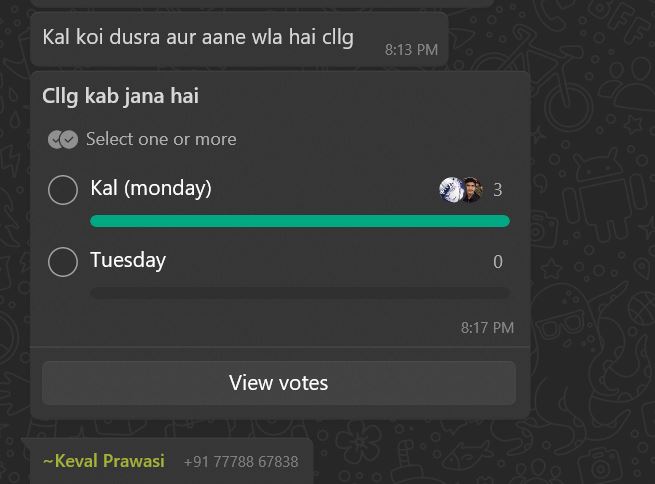 Kal koi dusra aur aane wla hai cllg
8:13 PM
Cllg kab jana hai
Select one or more
Kal (monday)
3
Tuesday
0
8:17 PM
View votes
~Keval Prawasi +91 77788 67838